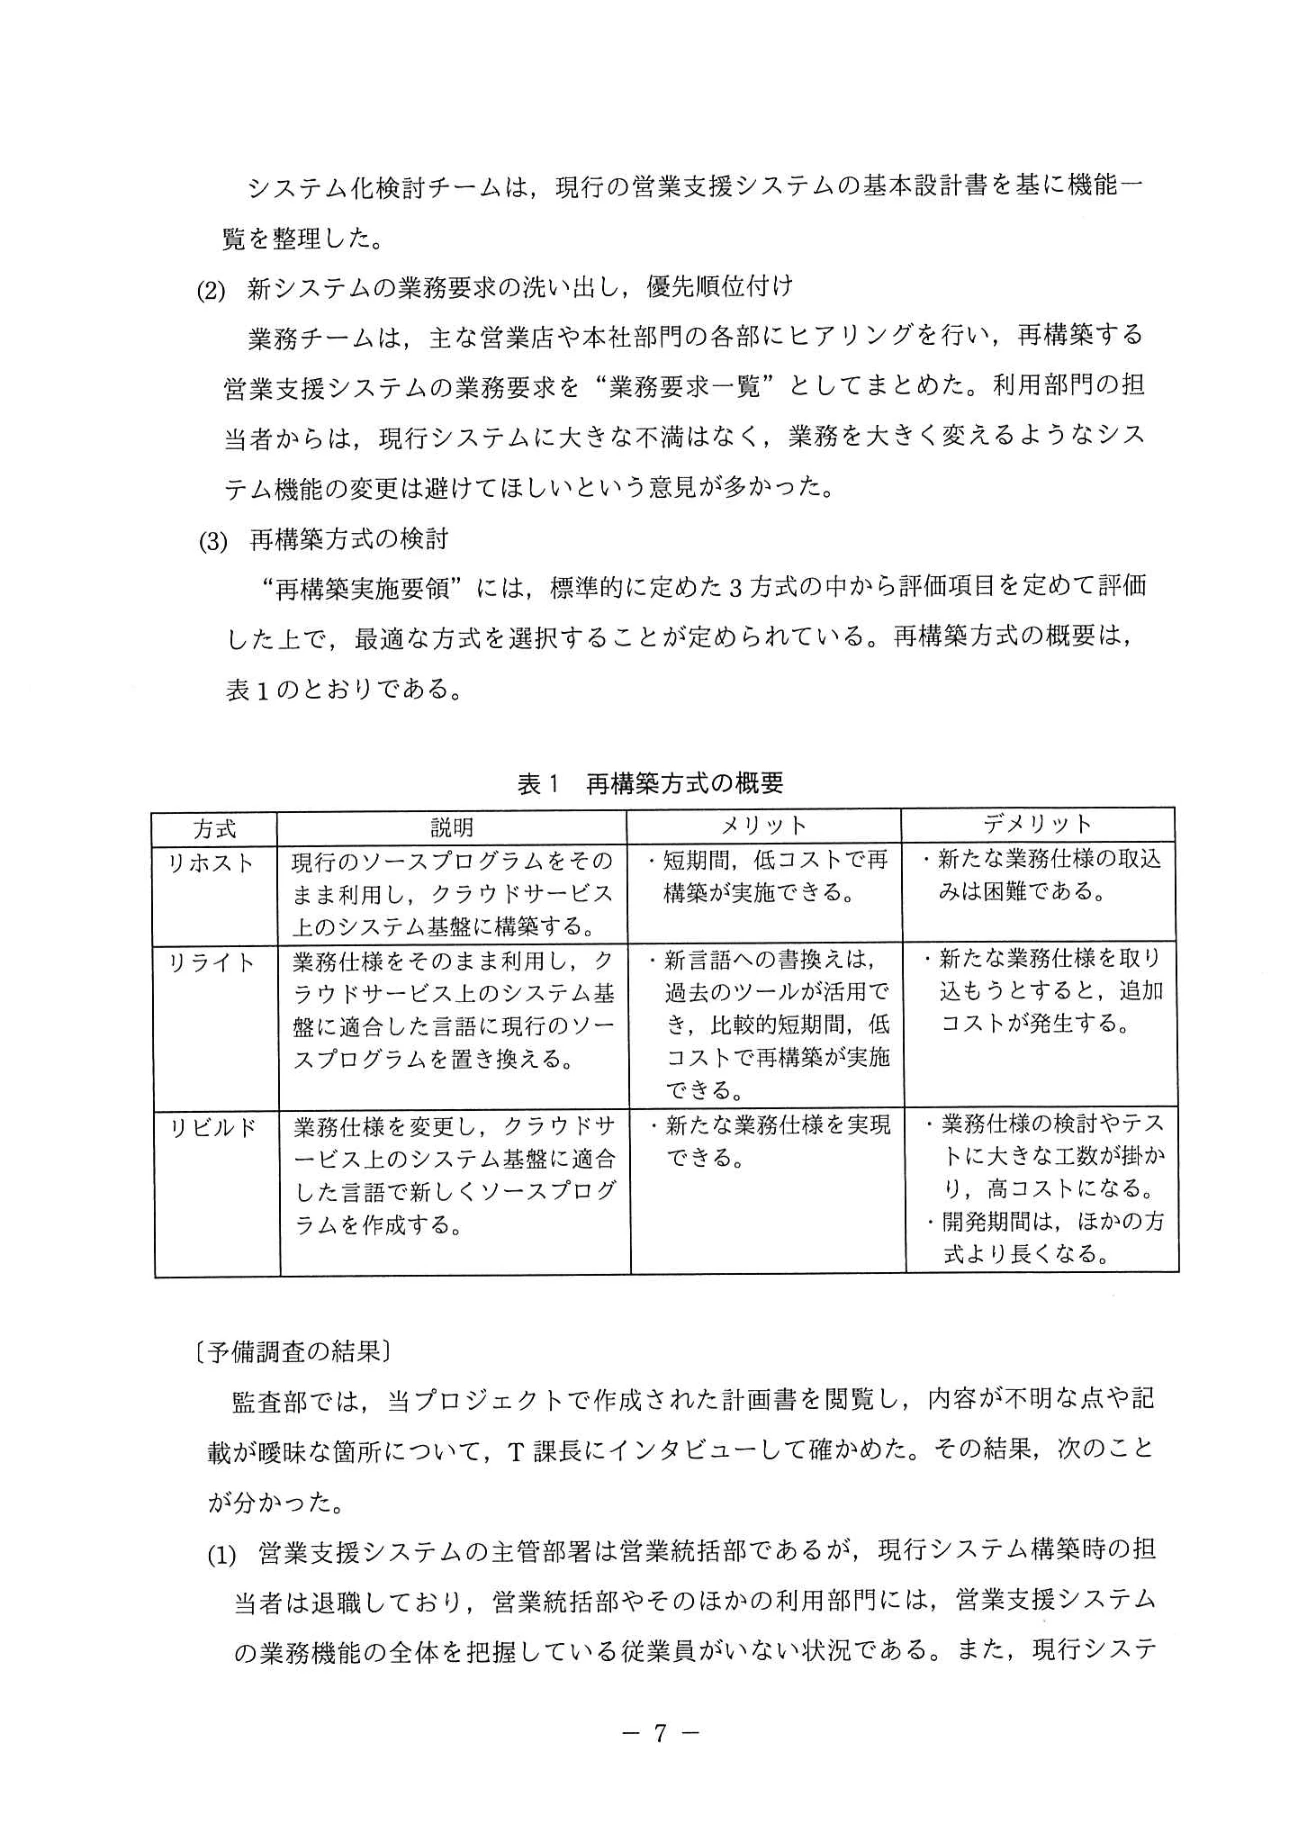 システム化検討チームは，現行の営業支援システムの基本設計書を基に機能一
覧を整理した。
(2) 新システムの業務要求の洗い出し，優先順位付け
業務チームは，主な営業店や本社部門の各部にヒアリングを行い，再構築する
営業支援システムの業務要求を“業務要求一覧”としてまとめた。利用部門の担
当者からは，現行システムに大きな不満はなく，業務を大きく変えるようなシス
テム機能の変更は避けてほしいという意見が多かった。
(3) 再構築方式の検討
“再構築実施要領”には，標準的に定めた 3 方式の中から評価項目を定めて評価
した上で，最適な方式を選択することが定められている。再構築方式の概要は，
表 1 のとおりである。
表 1 再構築方式の概要
方式 説明 メリット デメリット
リホスト
現行のソースプログラムをその
まま利用し，クラウドサービス
上のシステム基盤に構築する。
・短期間，低コストで再
構築が実施できる。
・新たな業務仕様の取込
みは困難である。
リライト
業務仕様をそのまま利用し，ク
ラウドサービス上のシステム基
盤に適合した言語に現行のソー
スプログラムを置き換える。
・新言語への書換えは，
過去のツールが活用で
き，比較的短期間，低
コストで再構築が実施
できる。
・新たな業務仕様を取り
込もうとすると，追加
コストが発生する。
リビルド
業務仕様を変更し，クラウドサ
ービス上のシステム基盤に適合
した言語で新しくソースプログ
ラムを作成する。
・新たな業務仕様を実現
できる。
・業務仕様の検討やテス
トに大きな工数が掛か
り，高コストになる。
・開発期間は，ほかの方
式より長くなる。
〔予備調査の結果〕
監査部では，当プロジェクトで作成された計画書を閲覧し，内容が不明な点や記
載が曖昧な箇所について，T 課長にインタビューして確かめた。その結果，次のこと
が分かった。
(1) 営業支援システムの主管部署は営業統括部であるが，現行システム構築時の担
当者は退職しており，営業統括部やそのほかの利用部門には，営業支援システム
の業務機能の全体を把握している従業員がいない状況である。また，現行システ
－ 7 －